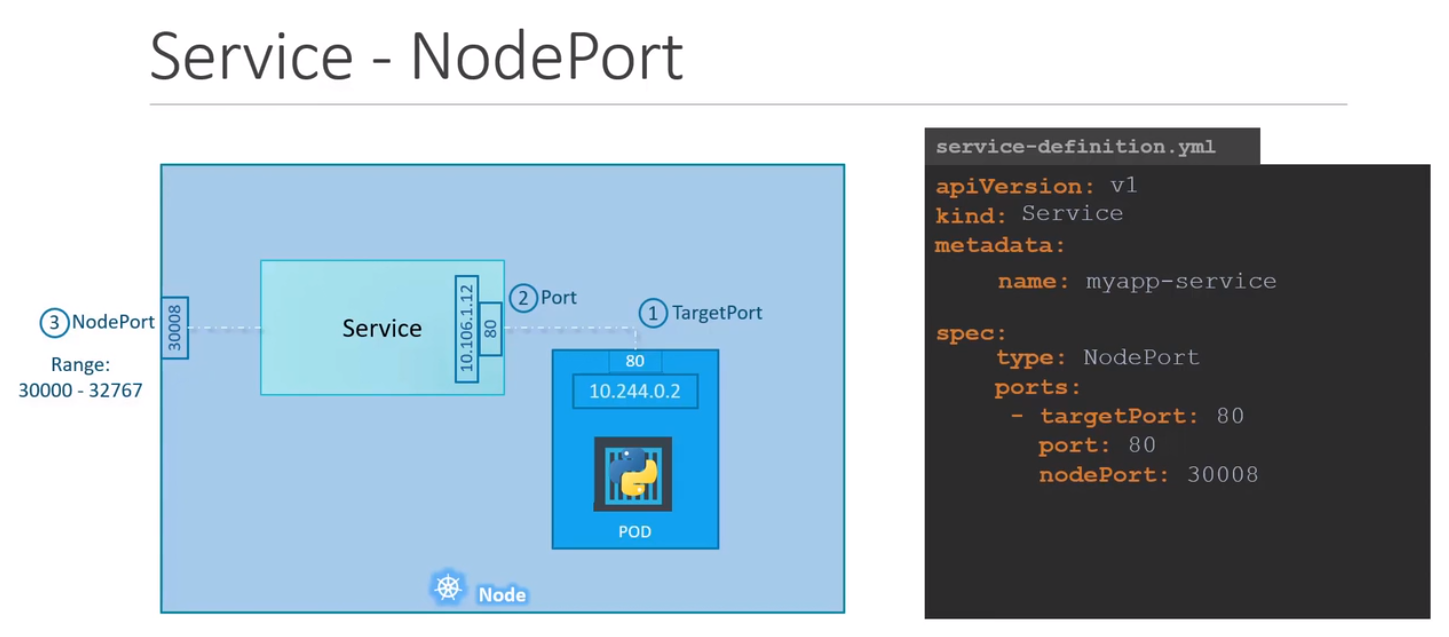 Service - NodePort
3 NodePort
Range:
30000 - 32767
30008
Service
10.106.1.12
80
2 Port
1 TargetPort
80
10.244.0.2
POD
Node
service-definition.yml
apiVersion: v1
kind: Service
metadata:
name: myapp-service
spec:
type: NodePort
ports:
- targetPort: 80
port: 80
nodePort: 30008